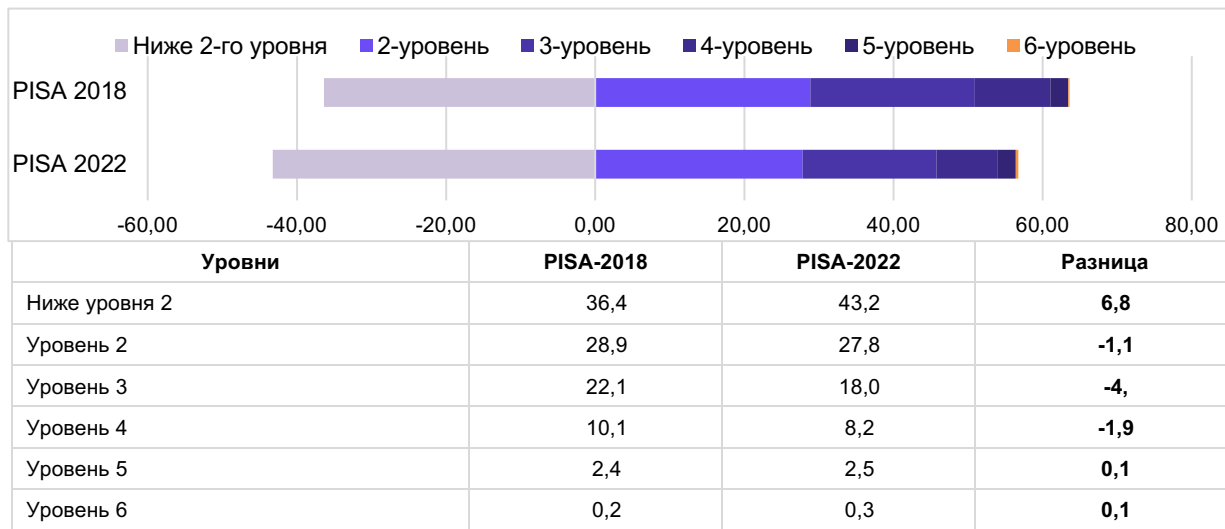 Ниже 2-го уровня 2-уровень 3-уровень 4-уровень 5-уровень 6-уровень
PISA 2018
PISA 2022
-60,00 -40,00 -20,00 0,00 20,00 40,00 60,00 80,00
Уровни PISA-2018 PISA-2022 Разница
Ниже уровня 2 36,4 43,2 6,8
Уровень 2 28,9 27,8 -1,1
Уровень 3 22,1 18,0 -4,
Уровень 4 10,1 8,2 -1,9
Уровень 5 2,4 2,5 0,1
Уровень 6 0,2 0,3 0,1